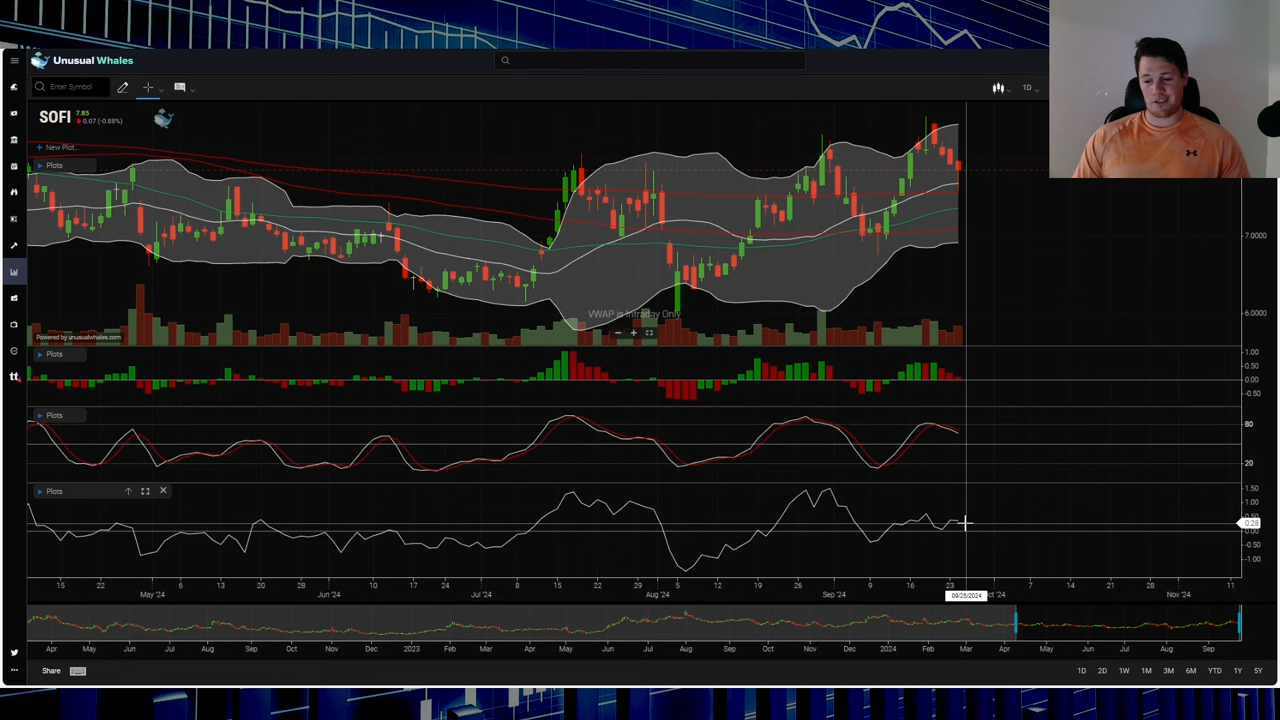 Unusual Whales
Enter Symbol
1D
SOFI 7.85
0.07 (-0.88%)
+ New Plot...
Plots
7.0000
VWAP is Intraday Only
6.0000
Powered by unusualwhales.com
Plots
1.00
0.50
0.00
-0.50
Plots
80
20
Plots
1.50
1.00
0.28
-0.50
-1.00
15 22 6 13 20 28 10 17 24 8 15 22 29 5 12 19 26 9 16 23 7 14 21 28 11
May '24 Jun '24 Jul '24 Aug '24 Sep '24 09/25/2024 Nov '24
Apr May Jun Jul Aug Sep Oct Nov Dec 2023 Feb Mar Apr May Jun Jul Aug Sep Oct Nov Dec 2024 Feb Mar Apr May Jun Jul Aug Sep
Share
1D 2D 1W 1M 3M 6M YTD 1Y 5Y
tt